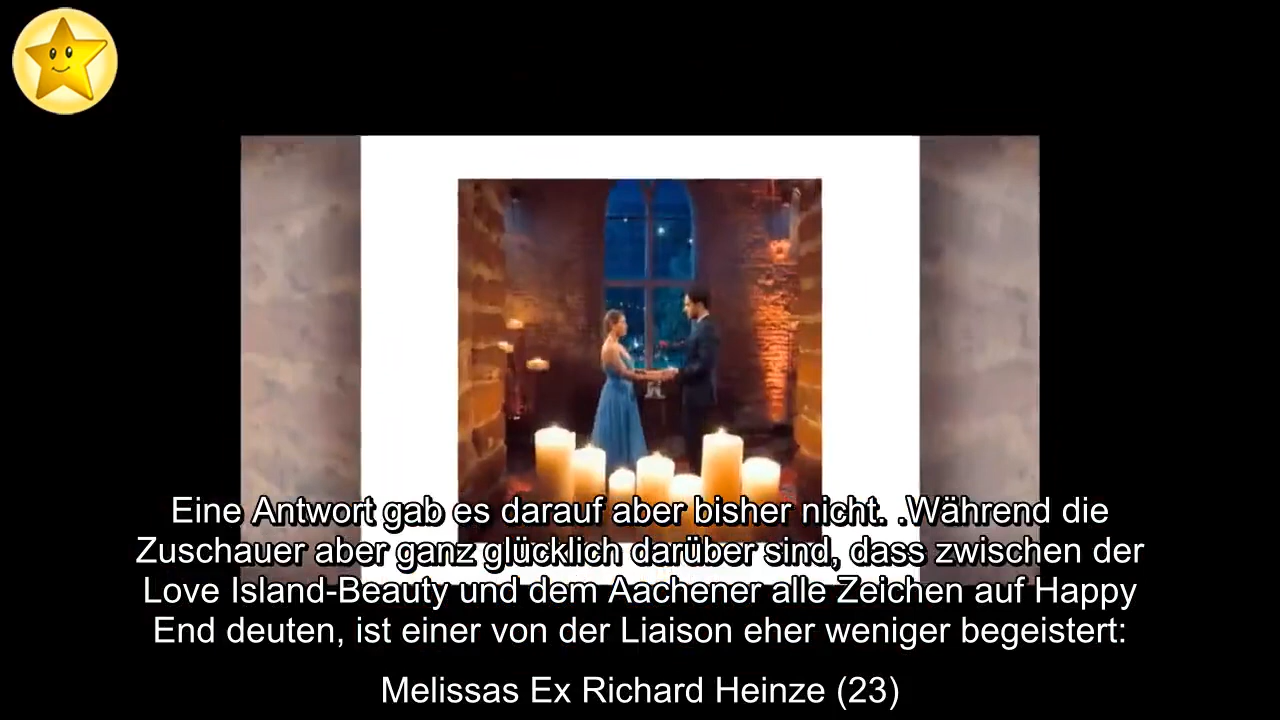 Eine Antwort gab es darauf aber bisher nicht. .Während die
Zuschauer aber ganz glücklich darüber sind, dass zwischen der
Love Island-Beauty und dem Aachener alle Zeichen auf Happy
End deuten, ist einer von der Liaison eher weniger begeistert:
Melissas Ex Richard Heinze (23)